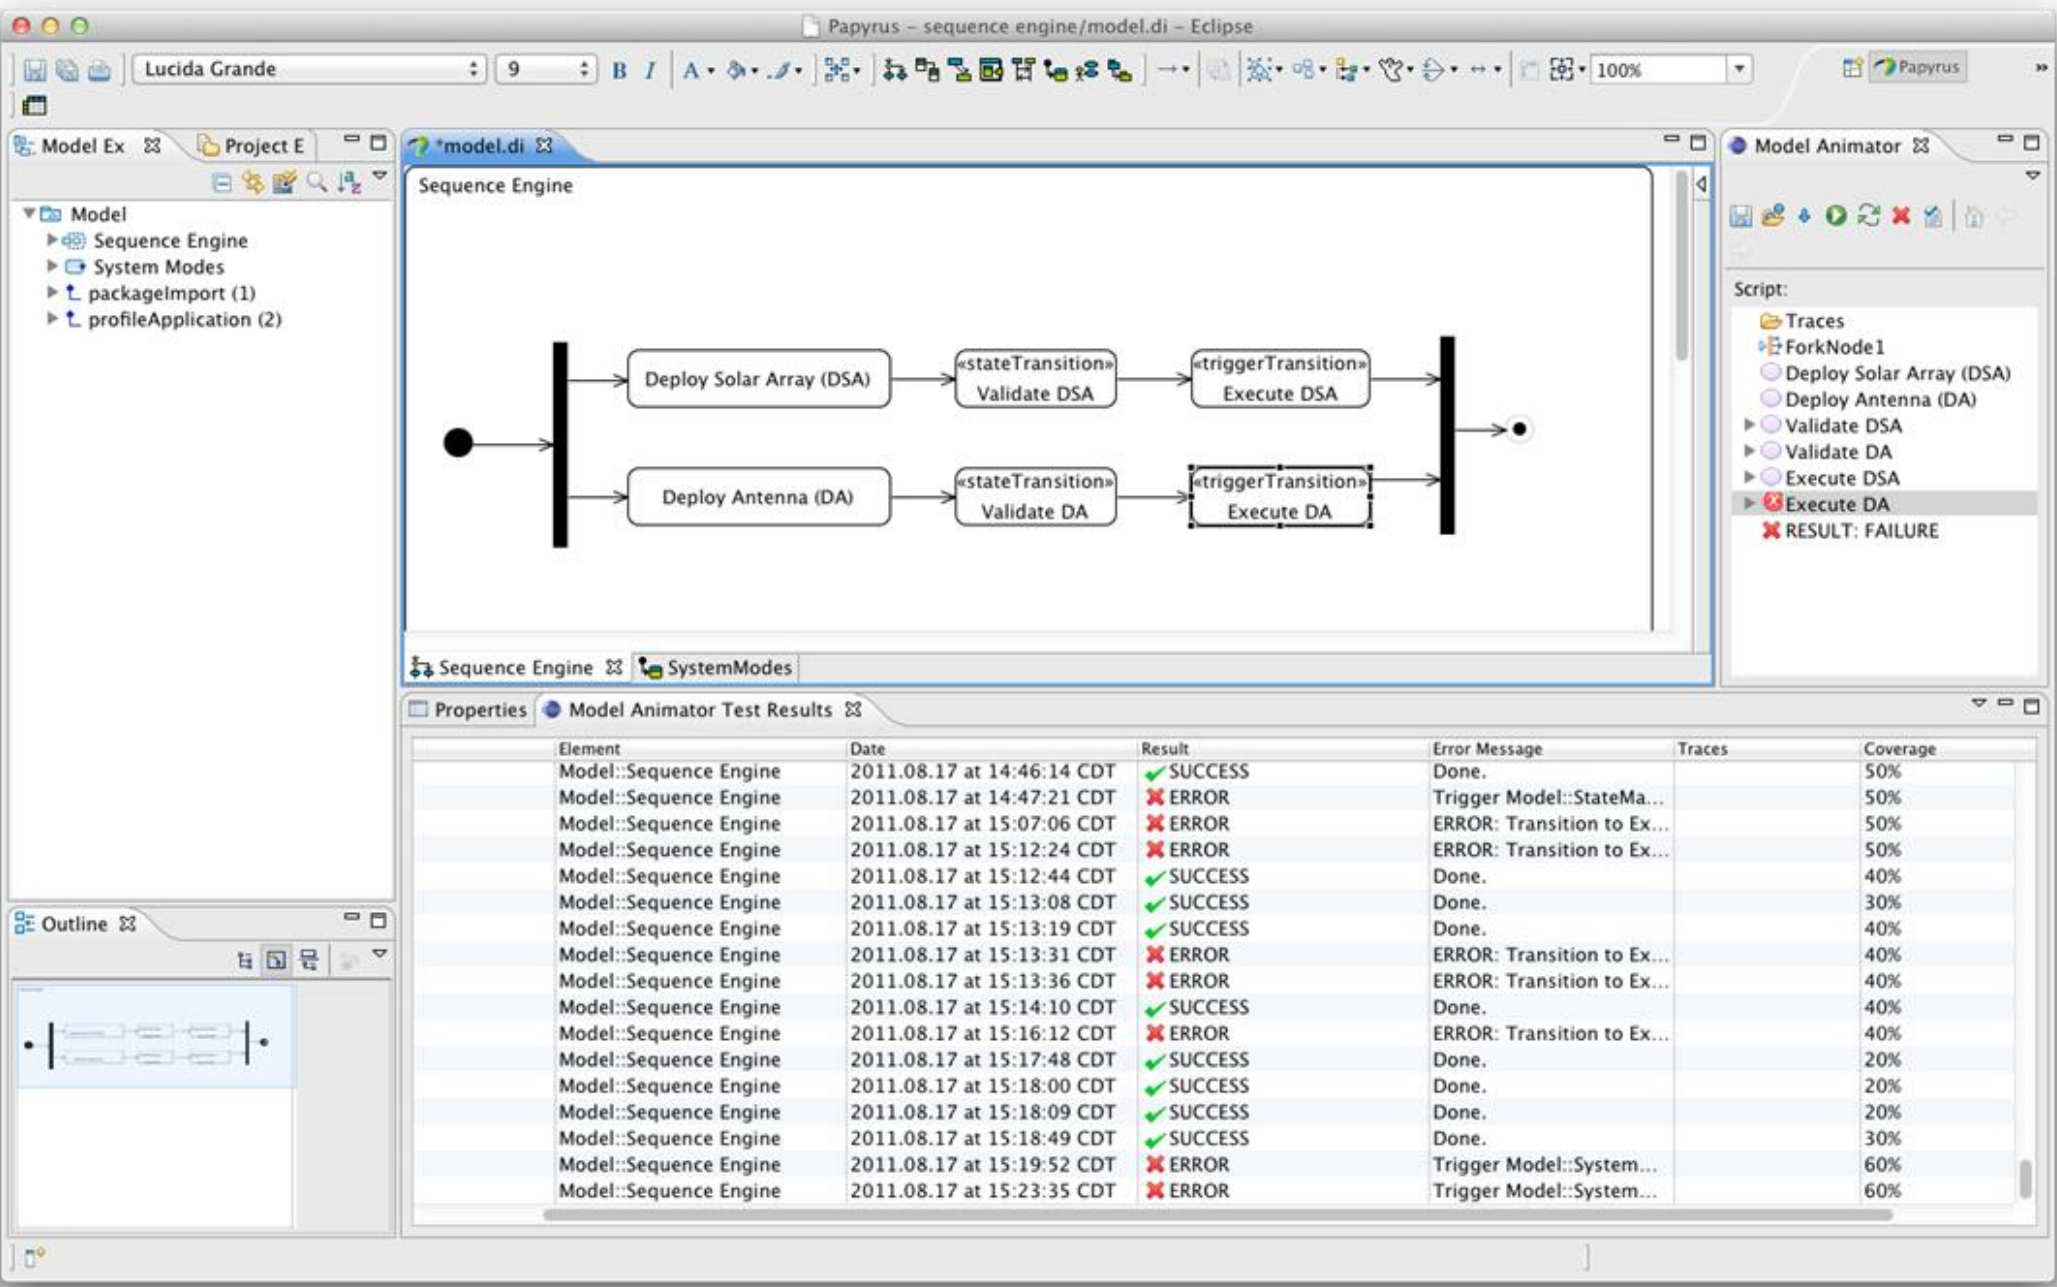 Papyrus – sequence engine/model.di – Eclipse
Lucida Grande 9 B I A 100% Papyrus »
Model Ex
Project E
Model
Sequence Engine
System Modes
packageImport (1)
profileApplication (2)
*model.di
Sequence Engine
Deploy Solar Array (DSA)
«stateTransition»
Validate DSA
«triggerTransition»
Execute DSA
Deploy Antenna (DA)
«stateTransition»
Validate DA
«triggerTransition»
Execute DA
Sequence Engine
SystemModes
Model Animator
Script:
Traces
ForkNode1
Deploy Solar Array (DSA)
Deploy Antenna (DA)
Validate DSA
Validate DA
Execute DSA
Execute DA
RESULT: FAILURE
Outline
Properties
Model Animator Test Results
Element Date Result Error Message Traces Coverage
Model::Sequence Engine 2011.08.17 at 14:46:14 CDT SUCCESS Done. 50%
Model::Sequence Engine 2011.08.17 at 14:47:21 CDT ERROR Trigger Model::StateMa... 50%
Model::Sequence Engine 2011.08.17 at 15:07:06 CDT ERROR ERROR: Transition to Ex... 50%
Model::Sequence Engine 2011.08.17 at 15:12:24 CDT ERROR ERROR: Transition to Ex... 50%
Model::Sequence Engine 2011.08.17 at 15:12:44 CDT SUCCESS Done. 40%
Model::Sequence Engine 2011.08.17 at 15:13:08 CDT SUCCESS Done. 30%
Model::Sequence Engine 2011.08.17 at 15:13:19 CDT SUCCESS Done. 40%
Model::Sequence Engine 2011.08.17 at 15:13:31 CDT ERROR ERROR: Transition to Ex... 40%
Model::Sequence Engine 2011.08.17 at 15:13:36 CDT ERROR ERROR: Transition to Ex... 40%
Model::Sequence Engine 2011.08.17 at 15:14:10 CDT SUCCESS Done. 40%
Model::Sequence Engine 2011.08.17 at 15:16:12 CDT ERROR ERROR: Transition to Ex... 40%
Model::Sequence Engine 2011.08.17 at 15:17:48 CDT SUCCESS Done. 20%
Model::Sequence Engine 2011.08.17 at 15:18:00 CDT SUCCESS Done. 20%
Model::Sequence Engine 2011.08.17 at 15:18:09 CDT SUCCESS Done. 20%
Model::Sequence Engine 2011.08.17 at 15:18:49 CDT SUCCESS Done. 30%
Model::Sequence Engine 2011.08.17 at 15:19:52 CDT ERROR Trigger Model::System... 60%
Model::Sequence Engine 2011.08.17 at 15:23:35 CDT ERROR Trigger Model::System... 60%